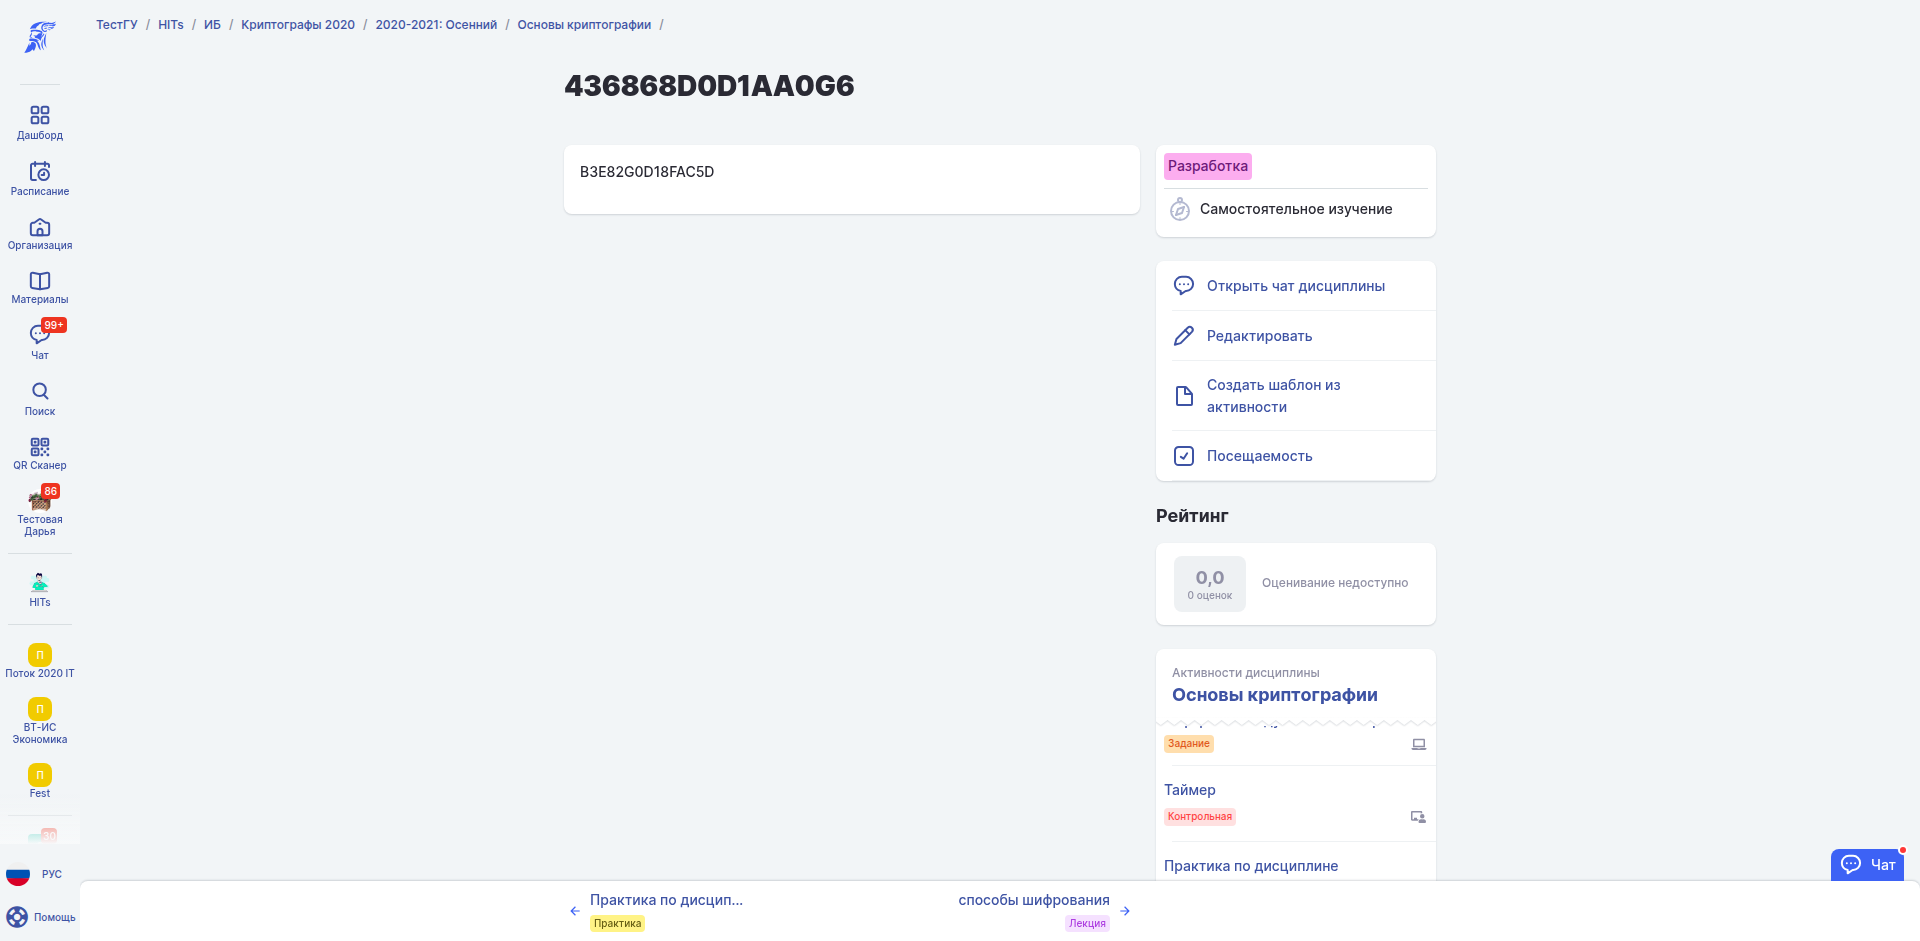 ТестГУ / HITs / ИБ / Криптографы 2020 / 2020-2021: Осенний / Основы криптографии /
436868D0D1AA0G6
B3E82G0D18FAC5D
Дашборд
Расписание
Организация
Материалы
99+
Чат
Поиск
QR Сканер
86
Тестовая
Дарья
HITs
П
Поток 2020 IT
П
ВТ-ИС
Экономика
П
Fest
30
РУС
Помощь
Разработка
Самостоятельное изучение
Открыть чат дисциплины
Редактировать
Создать шаблон из
активности
Посещаемость
Рейтинг
0,0
0 оценок
Оценивание недоступно
Активности дисциплины
Основы криптографии
Задание
Таймер
Контрольная
Практика по дисциплине
Чат
Практика по дисцип...
Практика
способы шифрования
Лекция